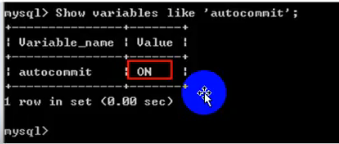 mysql> Show variables like 'autocommit';
+---------------+-------+
| Variable_name | Value |
+---------------+-------+
| autocommit    | ON    |
+---------------+-------+
1 row in set (0.00 sec)
mysql>